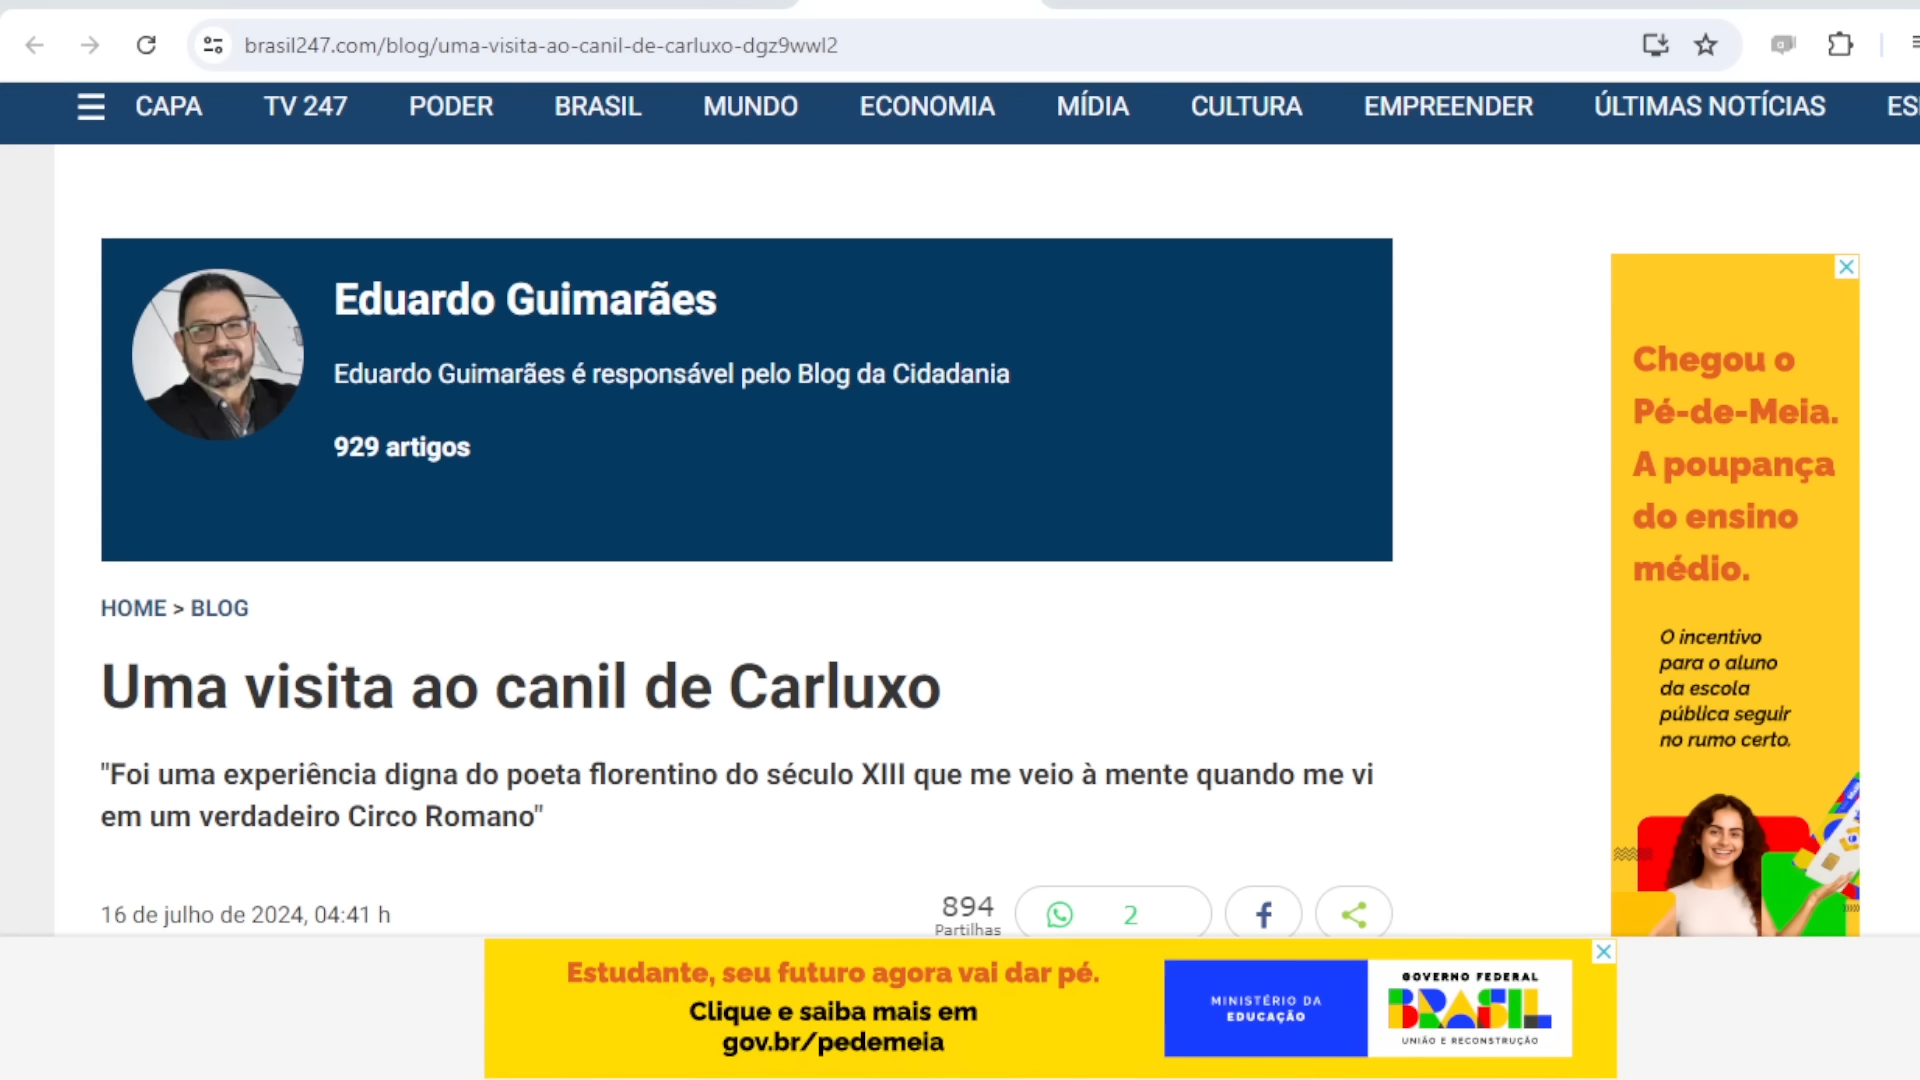 brasil247.com/blog/uma-visita-ao-canil-de-carluxo-dgz9wwl2
CAPA TV 247 PODER BRASIL MUNDO ECONOMIA MÍDIA CULTURA EMPREENDER ÚLTIMAS NOTÍCIAS ES
Eduardo Guimarães
Eduardo Guimarães é responsável pelo Blog da Cidadania
929 artigos
HOME > BLOG
Uma visita ao canil de Carluxo
"Foi uma experiência digna do poeta florentino do século XIII que me veio à mente quando me vi
em um verdadeiro Circo Romano"
16 de julho de 2024, 04:41 h
894
Partilhas
2
Chegou o
Pé-de-Meia.
A poupança
do ensino
médio.
O incentivo
para o aluno
da escola
pública seguir
no rumo certo.
Estudante, seu futuro agora vai dar pé.
Clique e saiba mais em
gov.br/pedemeia
MINISTÉRIO DA
EDUCAÇÃO
GOVERNO FEDERAL
BRASIL
UNIÃO E RECONSTRUÇÃO